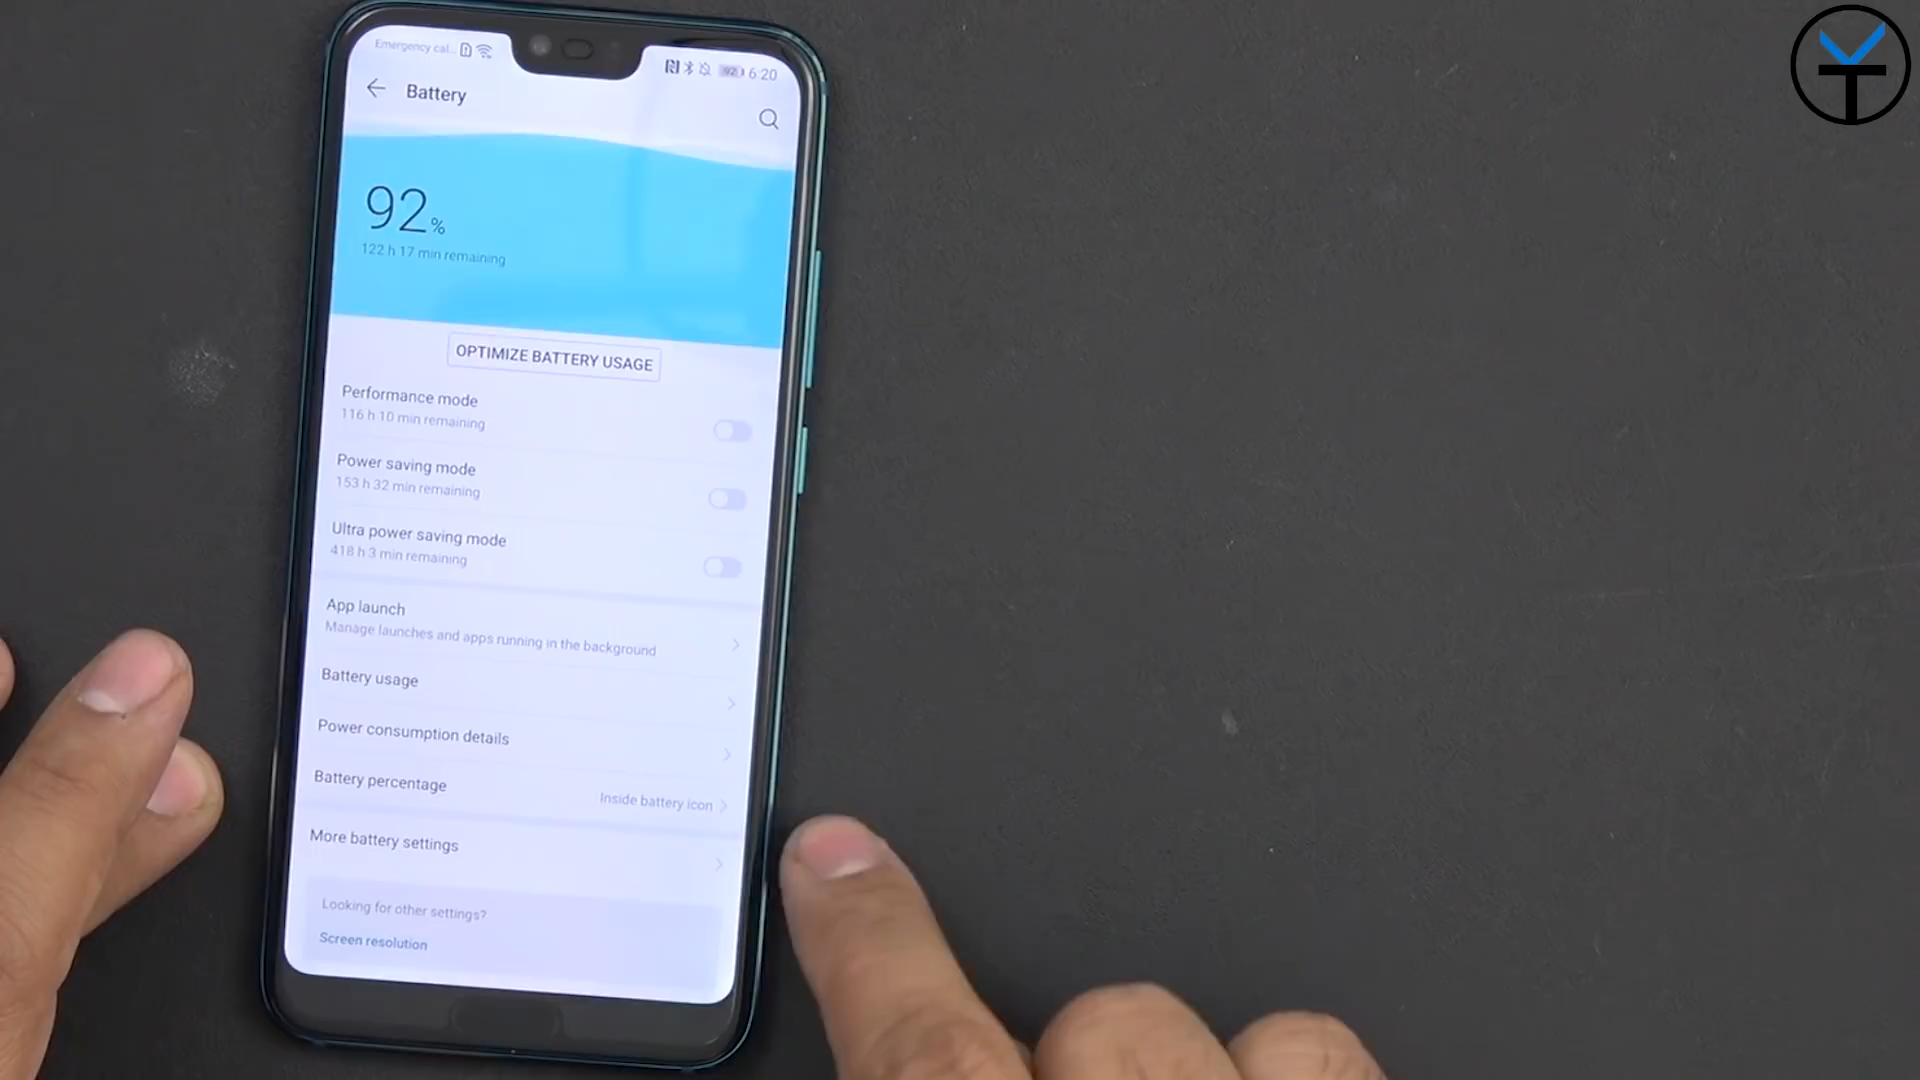 Emergency cal...
92 6:20
Battery
92%
122 h 17 min remaining
OPTIMIZE BATTERY USAGE
Performance mode
116 h 10 min remaining
Power saving mode
153 h 32 min remaining
Ultra power saving mode
418 h 3 min remaining
App launch
Manage launches and apps running in the background
Battery usage
Power consumption details
Battery percentage
Inside battery icon
More battery settings
Looking for other settings?
Screen resolution